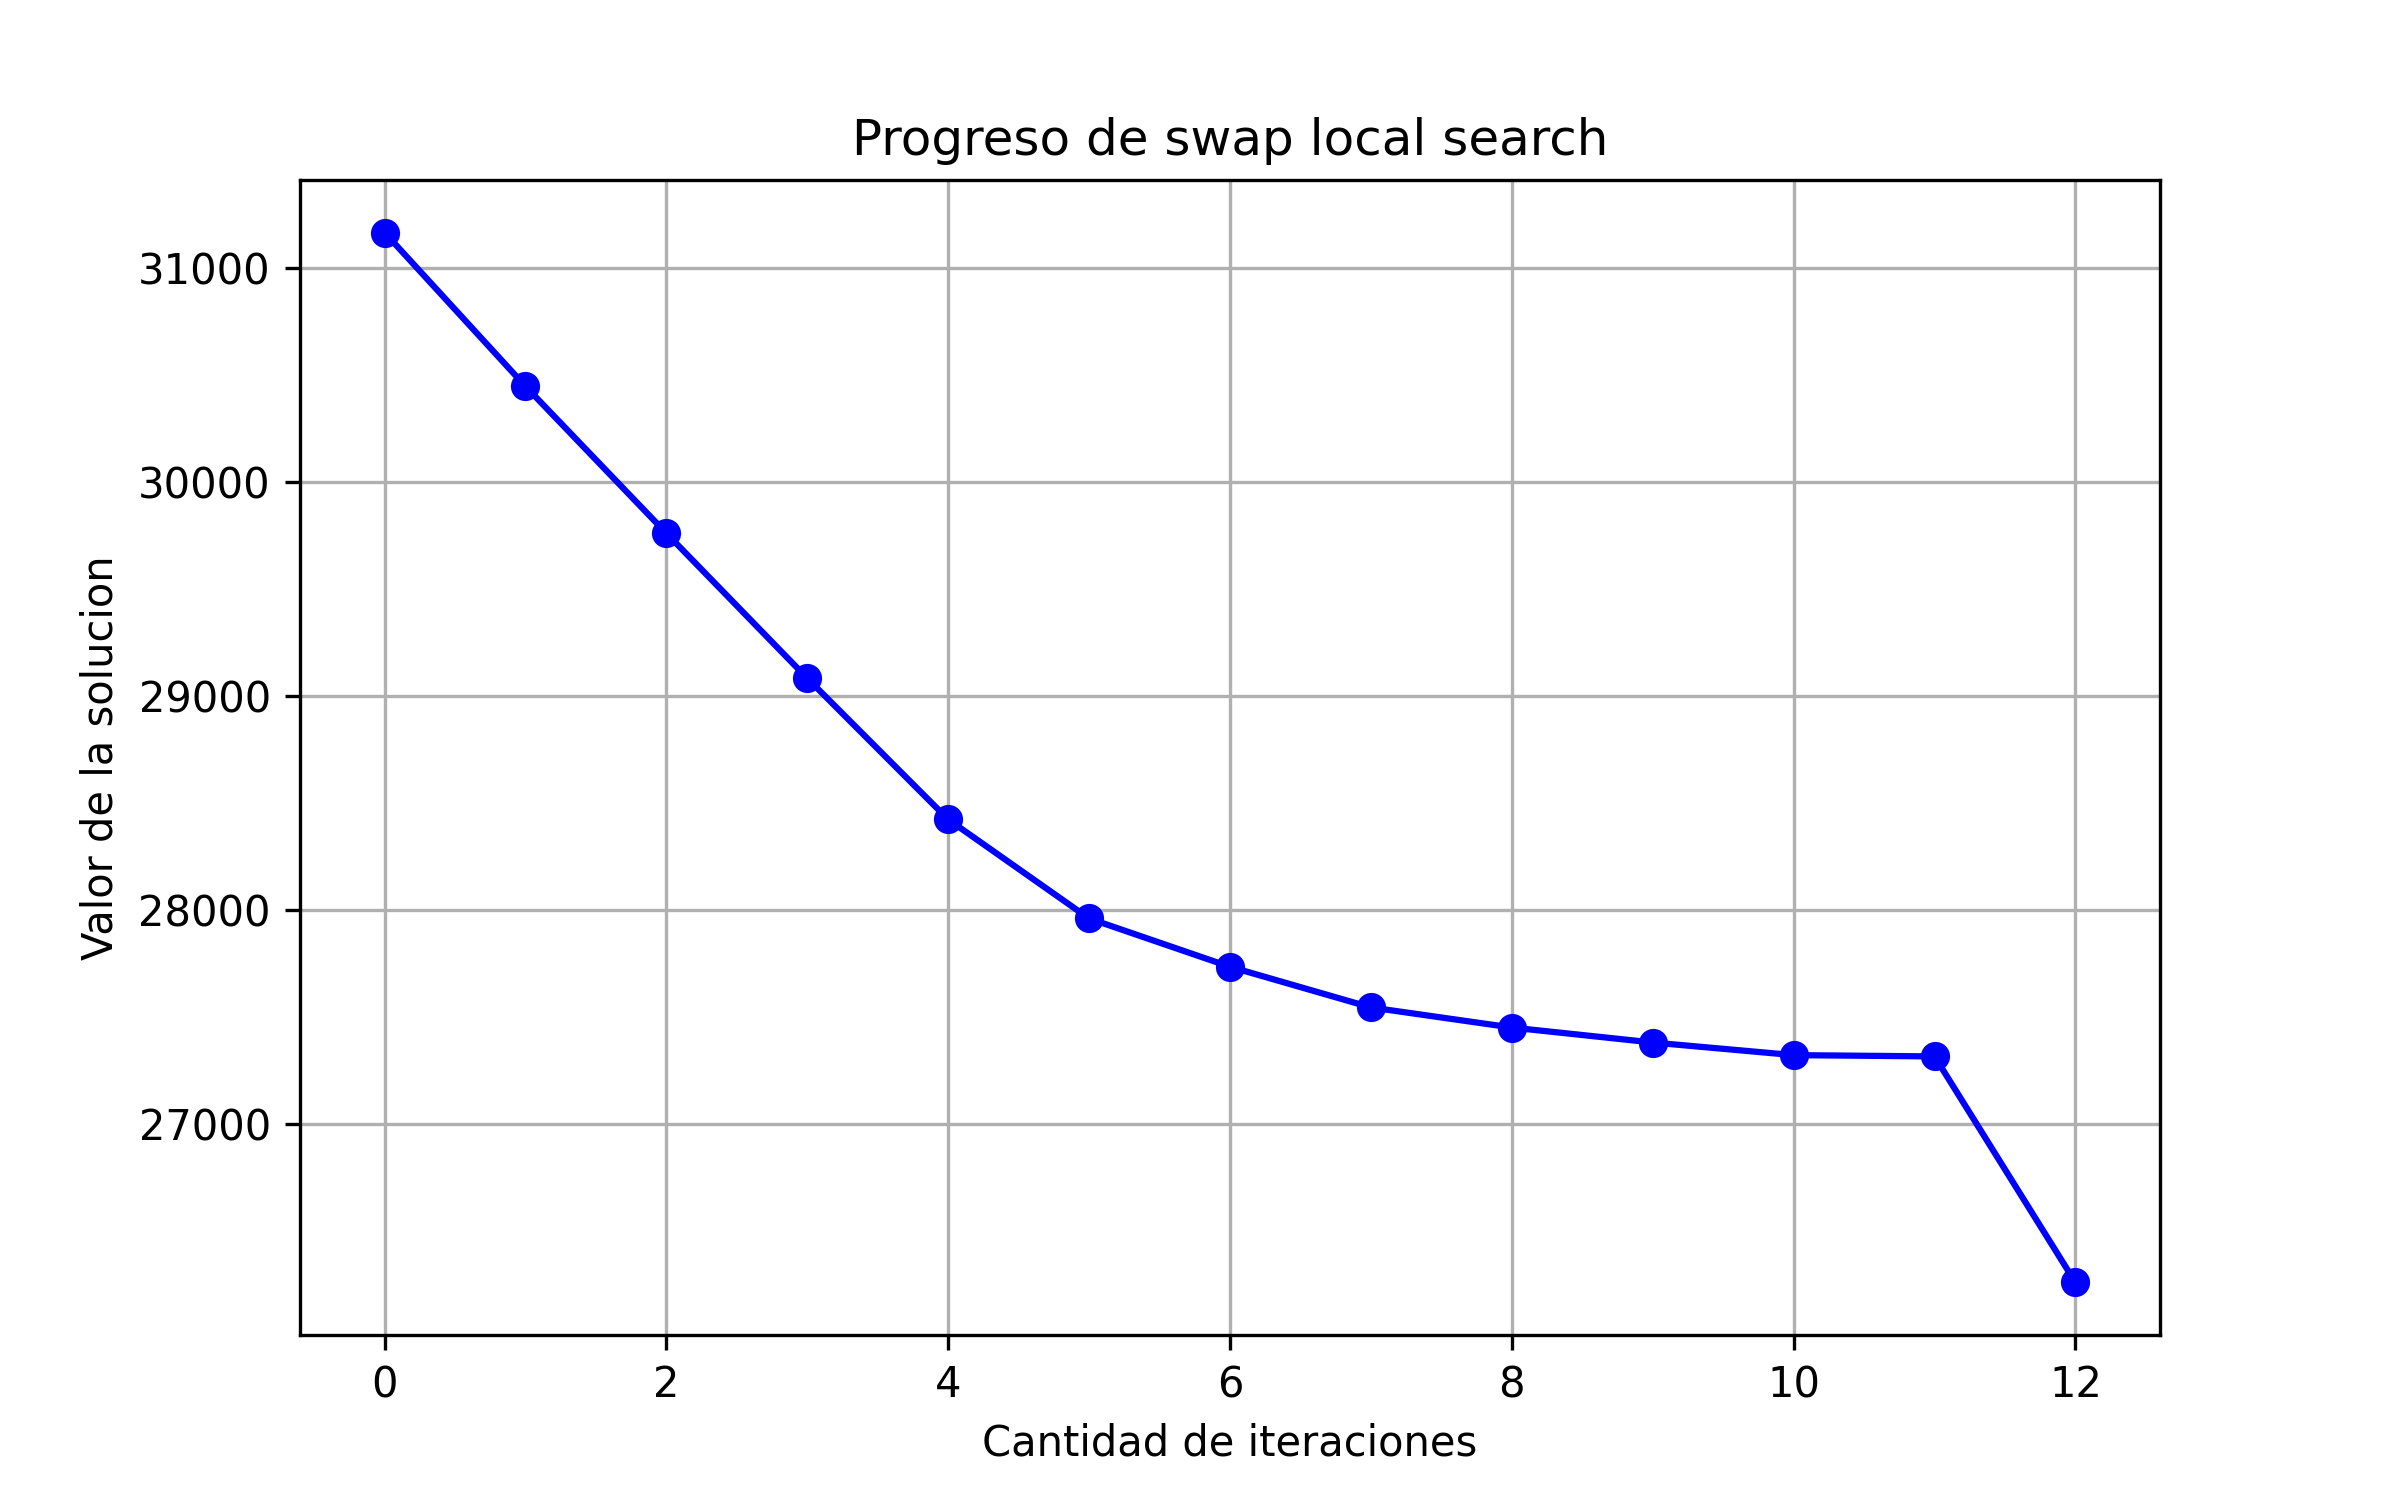 Progreso de swap local search
31000
30000
29000
28000
27000
Valor de la solucion
0 2 4 6 8 10 12
Cantidad de iteraciones